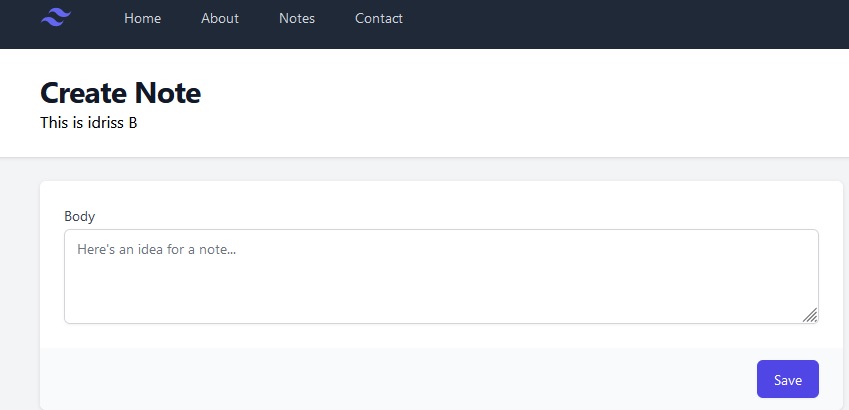 Home About Notes Contact
Create Note
This is idriss B
Body
Here's an idea for a note...
Save